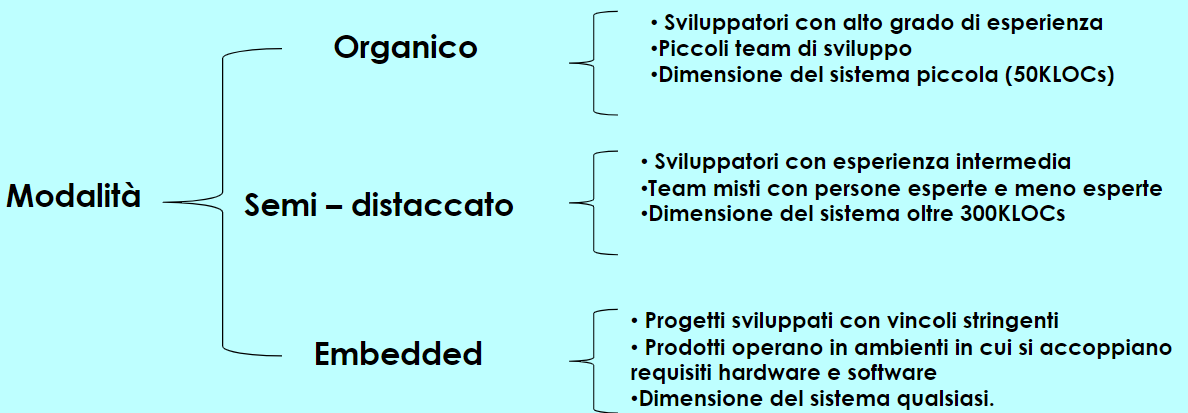 Modalità
Organico
• Sviluppatori con alto grado di esperienza
•Piccoli team di sviluppo
•Dimensione del sistema piccola (50KLOCs)
Semi – distaccato
• Sviluppatori con esperienza intermedia
•Team misti con persone esperte e meno esperte
•Dimensione del sistema oltre 300KLOCs
Embedded
• Progetti sviluppati con vincoli stringenti
• Prodotti operano in ambienti in cui si accoppiano
requisiti hardware e software
•Dimensione del sistema qualsiasi.